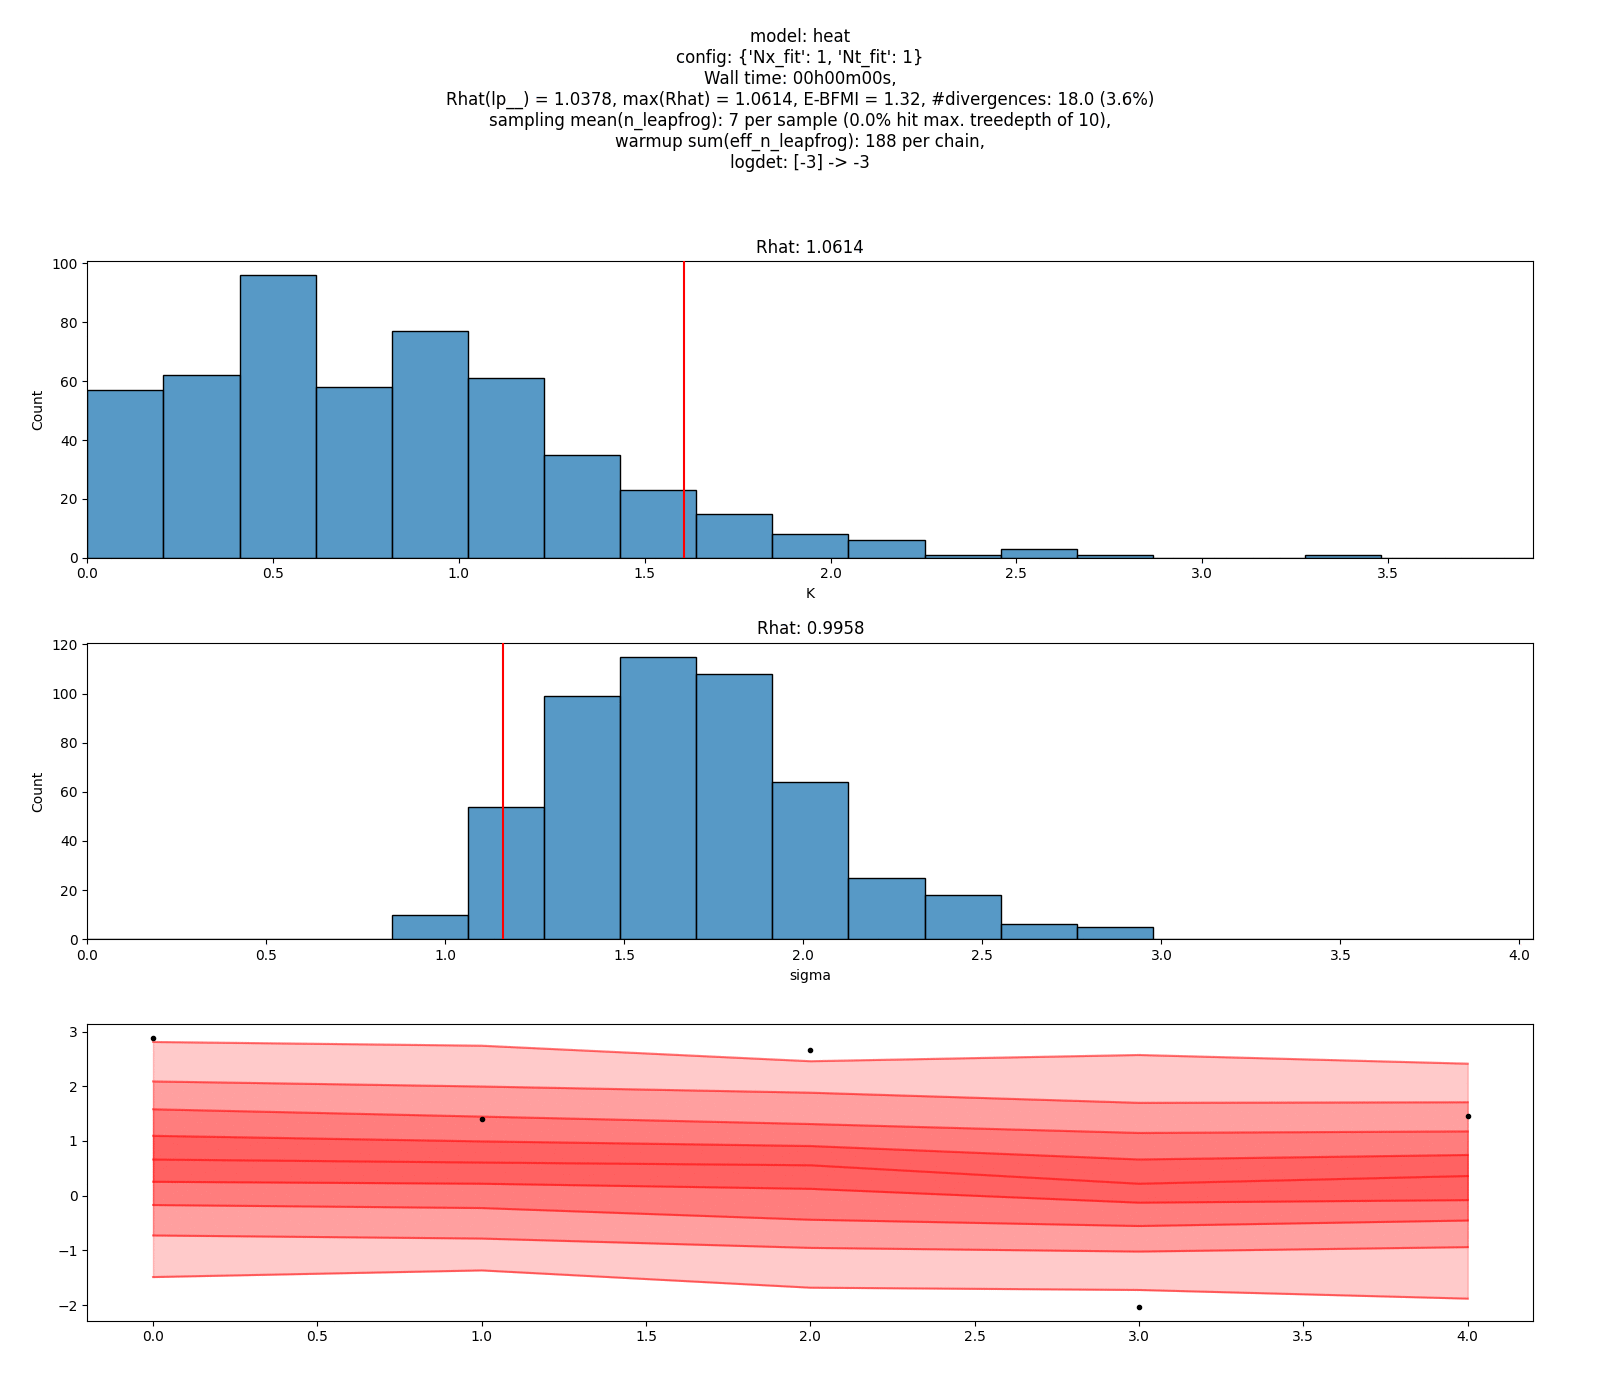 model: heat
config: {'Nx_fit': 1, 'Nt_fit': 1}
Wall time: 00h00m00s,
Rhat(lp__) = 1.0378, max(Rhat) = 1.0614, E-BFMI = 1.32, #divergences: 18.0 (3.6%)
sampling mean(n_leapfrog): 7 per sample (0.0% hit max. treedepth of 10),
warmup sum(eff_n_leapfrog): 188 per chain,
logdet: [-3] -> -3
Rhat: 1.0614
100
80
60
40
20
0
Count
0.0 0.5 1.0 1.5 2.0 2.5 3.0 3.5
K
Rhat: 0.9958
120
100
80
60
40
20
0
Count
0.0 0.5 1.0 1.5 2.0 2.5 3.0 3.5 4.0
sigma
3
2
1
0
−1
−2
0.0 0.5 1.0 1.5 2.0 2.5 3.0 3.5 4.0